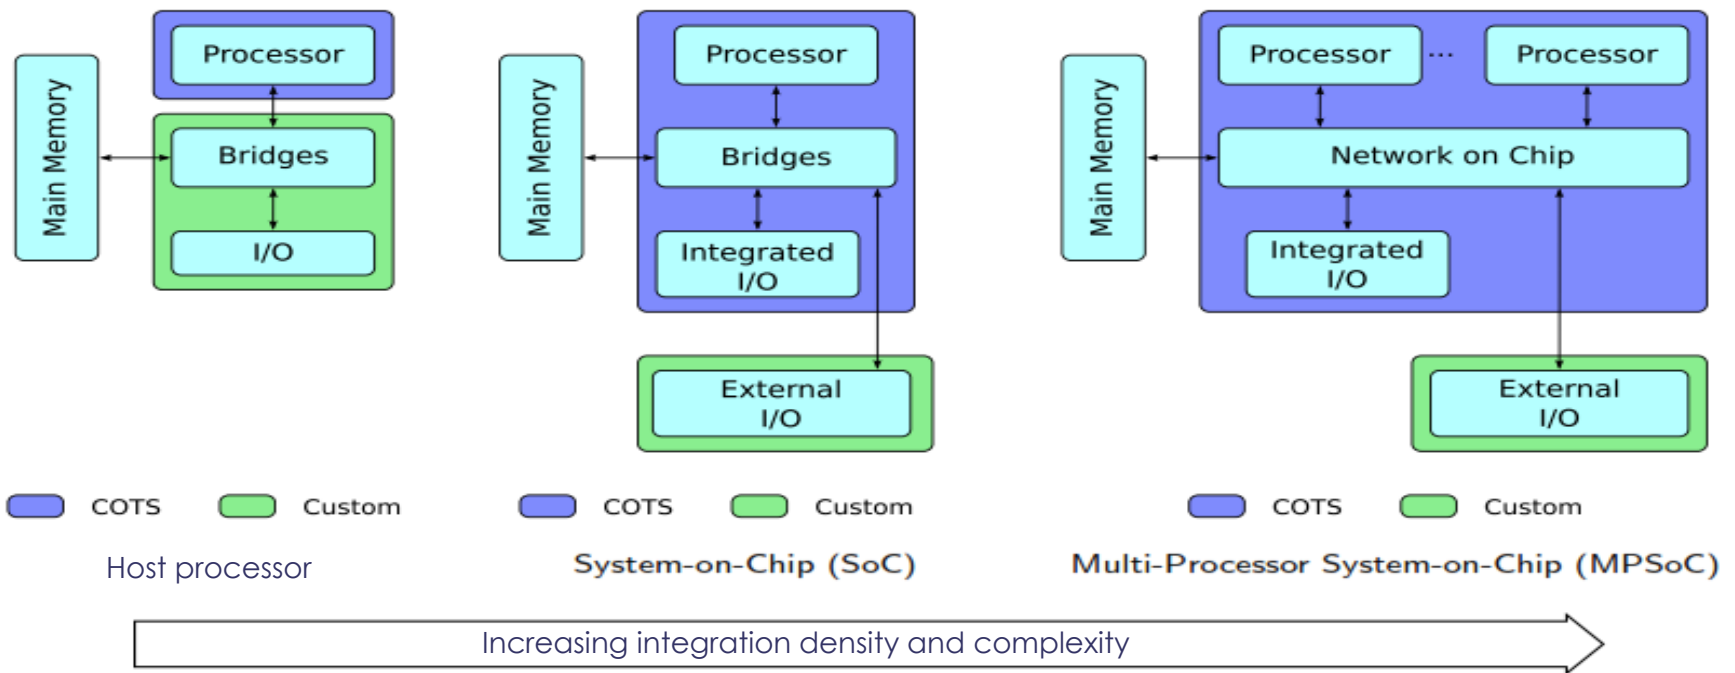 Main Memory
Processor
Bridges
I/O
COTS
Custom
Host processor
Main Memory
Processor
Bridges
Integrated
I/O
External
I/O
COTS
Custom
System-on-Chip (SoC)
Main Memory
Processor
...
Processor
Network on Chip
Integrated
I/O
External
I/O
COTS
Custom
Multi-Processor System-on-Chip (MPSoC)
Increasing integration density and complexity